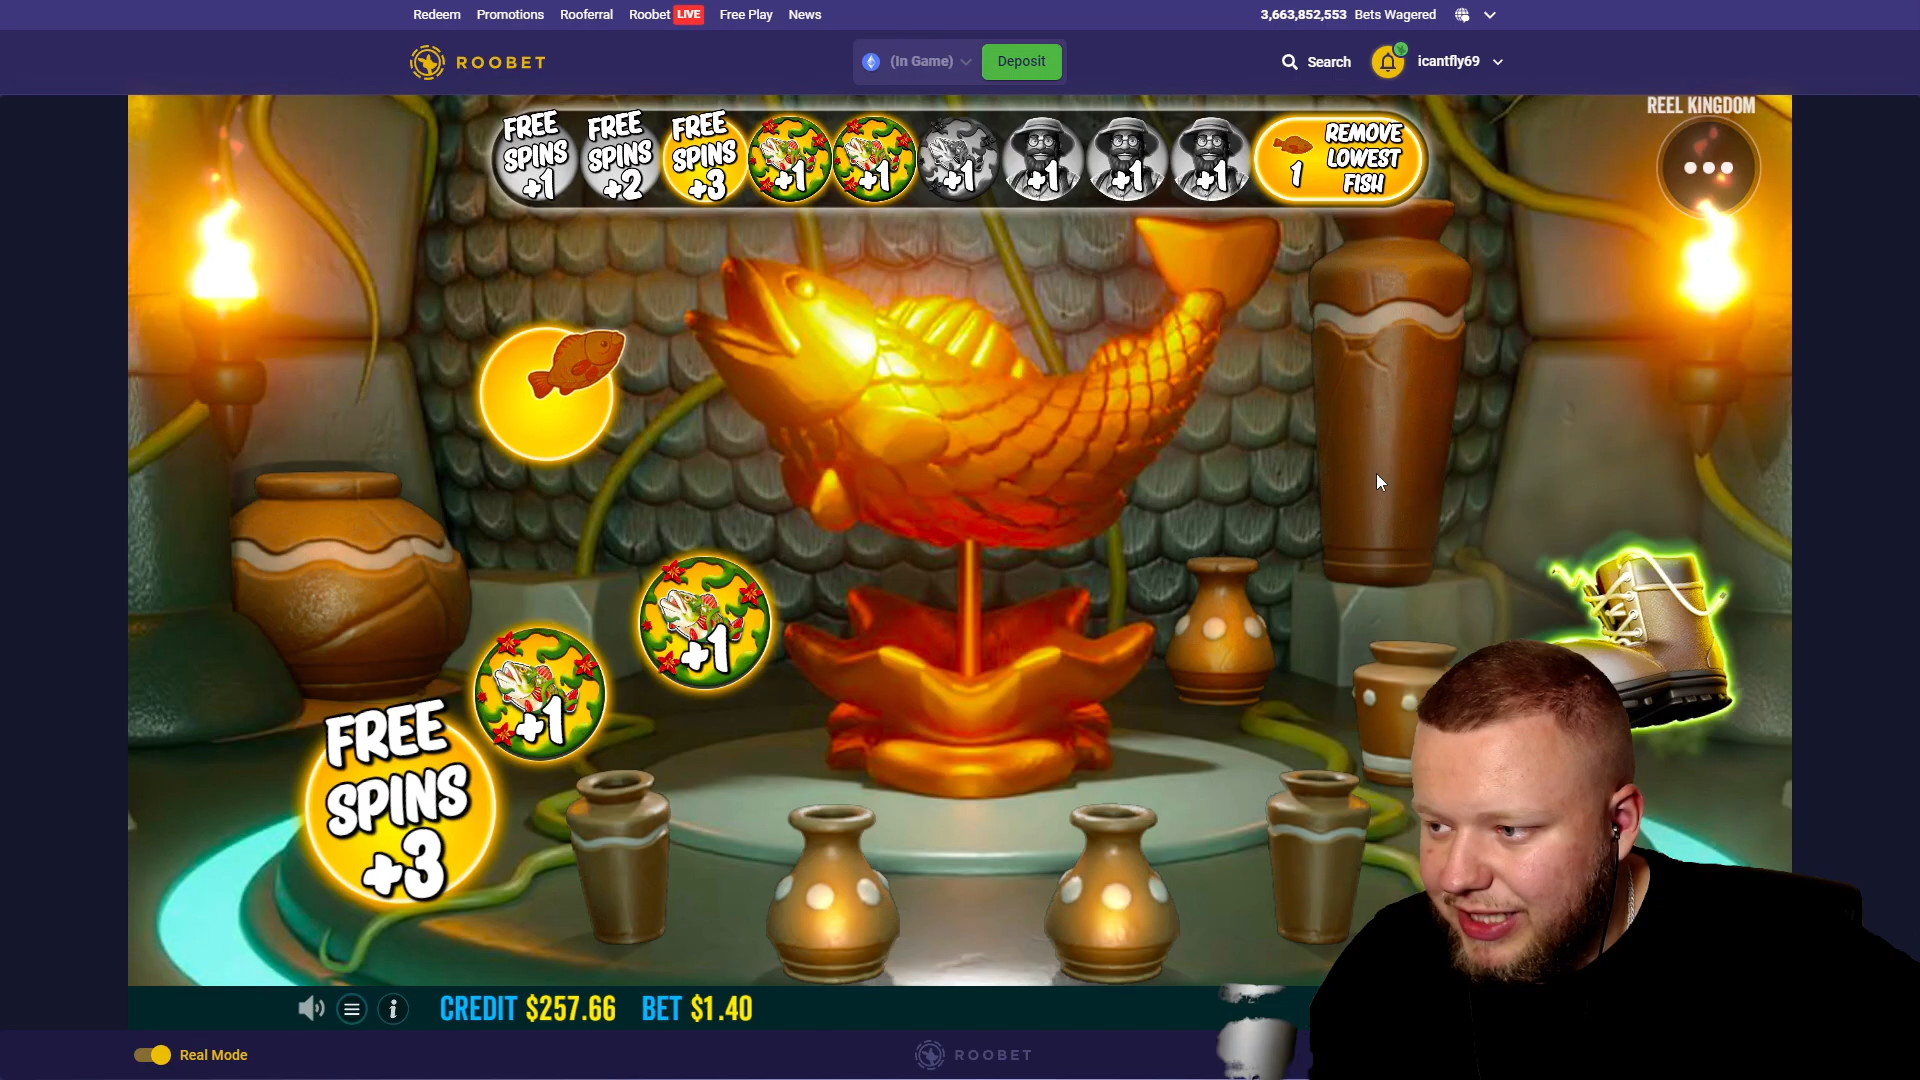 Redeem Promotions Rooferral Roobet LIVE Free Play News
3,663,852,553 Bets Wagered
ROOBET
(In Game) Deposit
Search icantfly69
REEL KINGDOM
FREE SPINS +1
FREE SPINS +2
FREE SPINS +3
+1
+1
+1
+1
+1
+1
1 REMOVE LOWEST FISH
+1
+1
FREE
SPINS
+3
CREDIT $257.66 BET $1.40
Real Mode
ROOBET